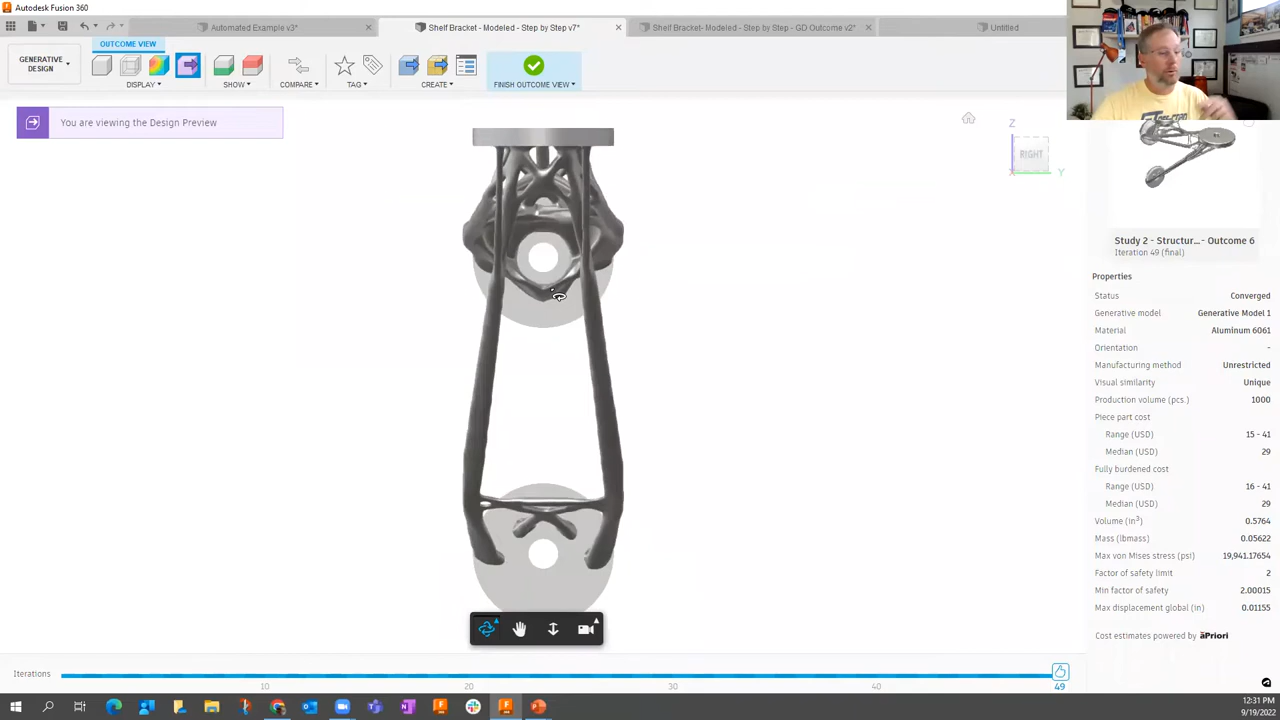 Autodesk Fusion 360
Automated Example v3*
Shelf Bracket - Modeled - Step by Step v7*
Shelf Bracket- Modeled - Step by Step - GD Outcome v2*
Untitled
OUTCOME VIEW
GENERATIVE
DESIGN
DISPLAY
SHOW
COMPARE
TAG
CREATE
FINISH OUTCOME VIEW
You are viewing the Design Preview
Z
RIGHT
X
Y
Study 2 - Structur...- Outcome 6
Iteration 49 (final)
Properties
Status Converged
Generative model Generative Model 1
Material Aluminum 6061
Orientation -
Manufacturing method Unrestricted
Visual similarity Unique
Production volume (pcs.) 1000
Piece part cost
Range (USD) 15 - 41
Median (USD) 29
Fully burdened cost
Range (USD) 16 - 41
Median (USD) 29
Volume (in³) 0.5764
Mass (lbmass) 0.05622
Max von Mises stress (psi) 19,941.17654
Factor of safety limit 2
Min factor of safety 2.00015
Max displacement global (in) 0.01155
Cost estimates powered by aPriori
Iterations
10 20 30 40 49
12:31 PM
9/19/2022